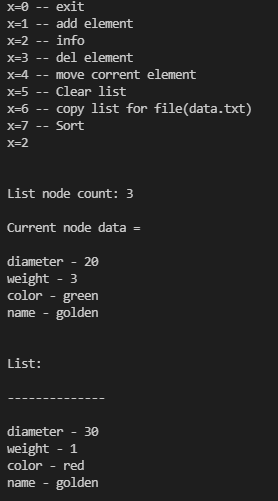 x=0 -- exit
x=1 -- add element
x=2 -- info
x=3 -- del element
x=4 -- move corrent element
x=5 -- Clear list
x=6 -- copy list for file(data.txt)
x=7 -- Sort
x=2
List node count: 3
Current node data =
diameter - 20
weight - 3
color - green
name - golden
List:
--------------
diameter - 30
weight - 1
color - red
name - golden